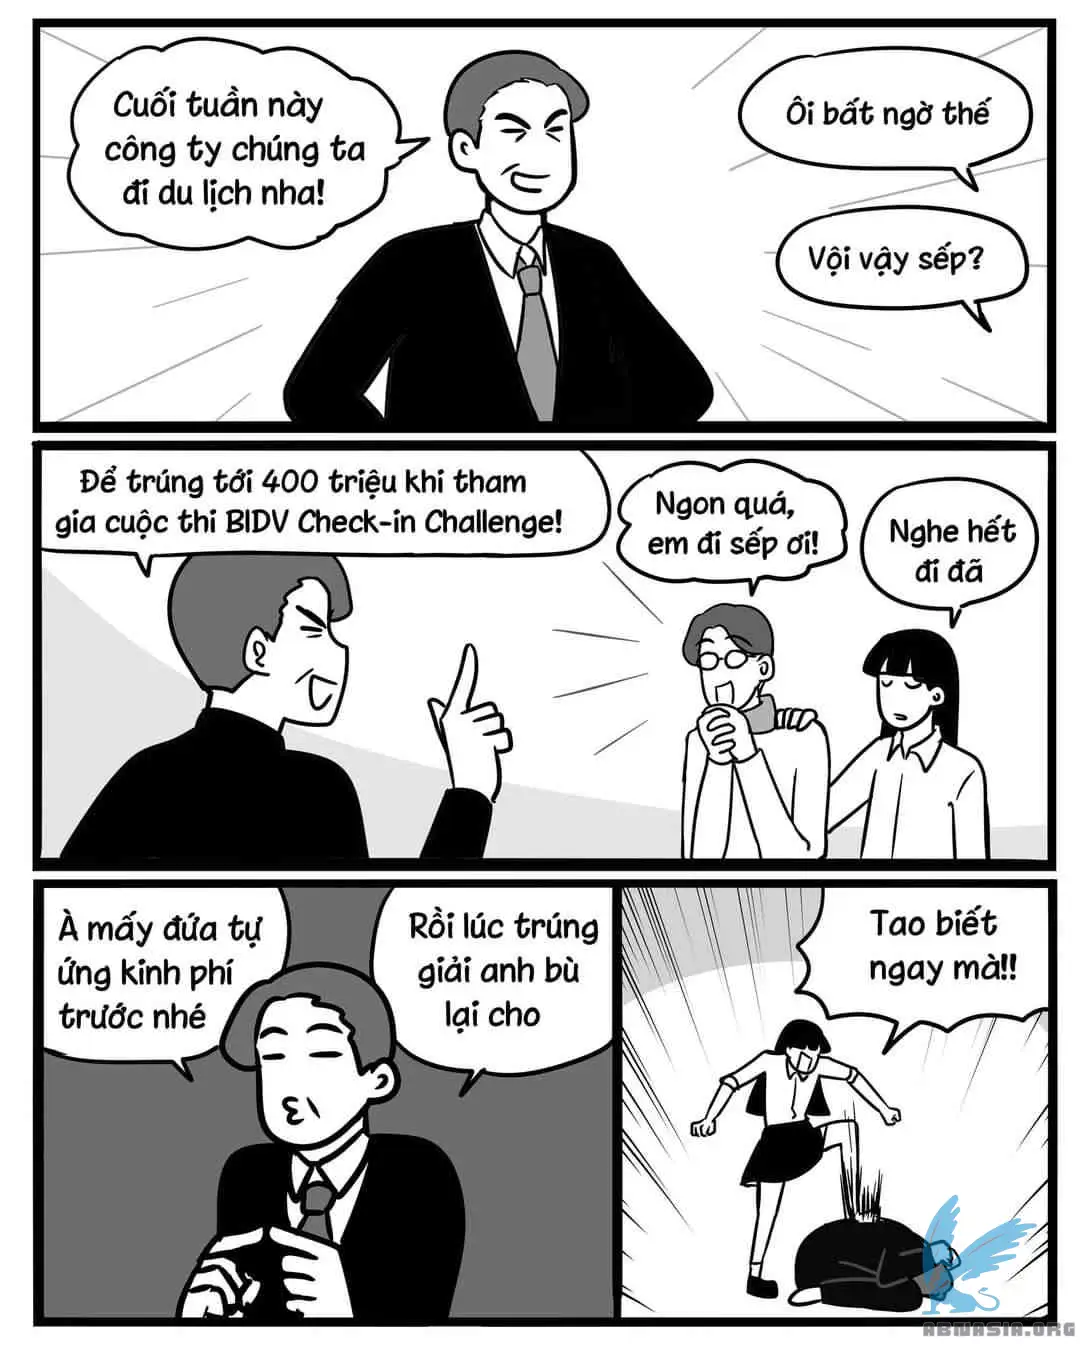 Cuối tuần này
công ty chúng ta
đi du lịch nha!
Ôi bất ngờ thế
Vội vậy sếp?
Để trúng tới 400 triệu khi tham
gia cuộc thi BIDV Check-in Challenge!
Ngon quá,
em đi sếp ơi!
Nghe hết
đi đã
À mấy đứa tự
ứng kinh phí
trước nhé
Rồi lúc trúng
giải anh bù
lại cho
Tao biết
ngay mà!!
ABMASIA.ORG